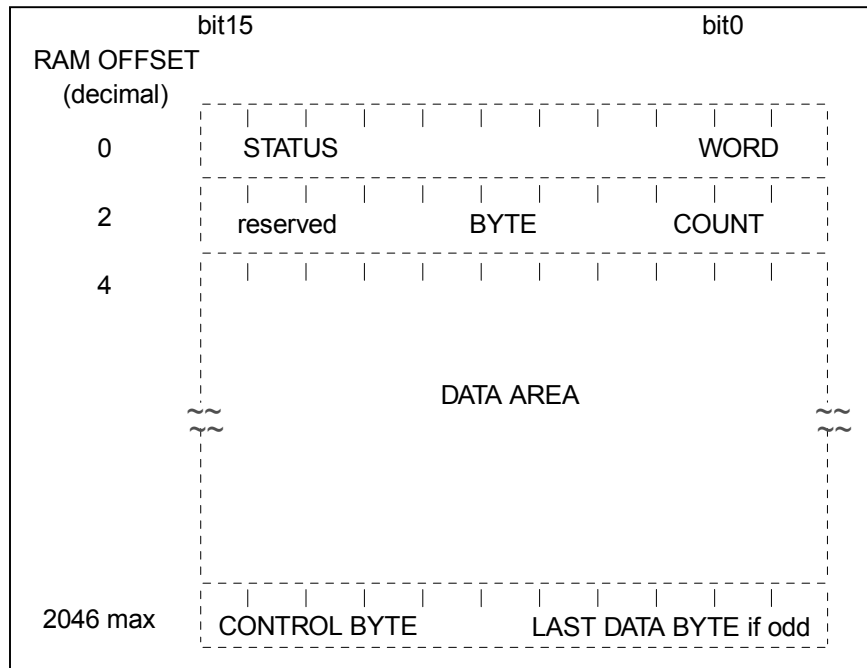 bit15 bit0
RAM OFFSET
(decimal)
0 STATUS WORD
2 reserved BYTE COUNT
4
DATA AREA
2046 max CONTROL BYTE LAST DATA BYTE if odd